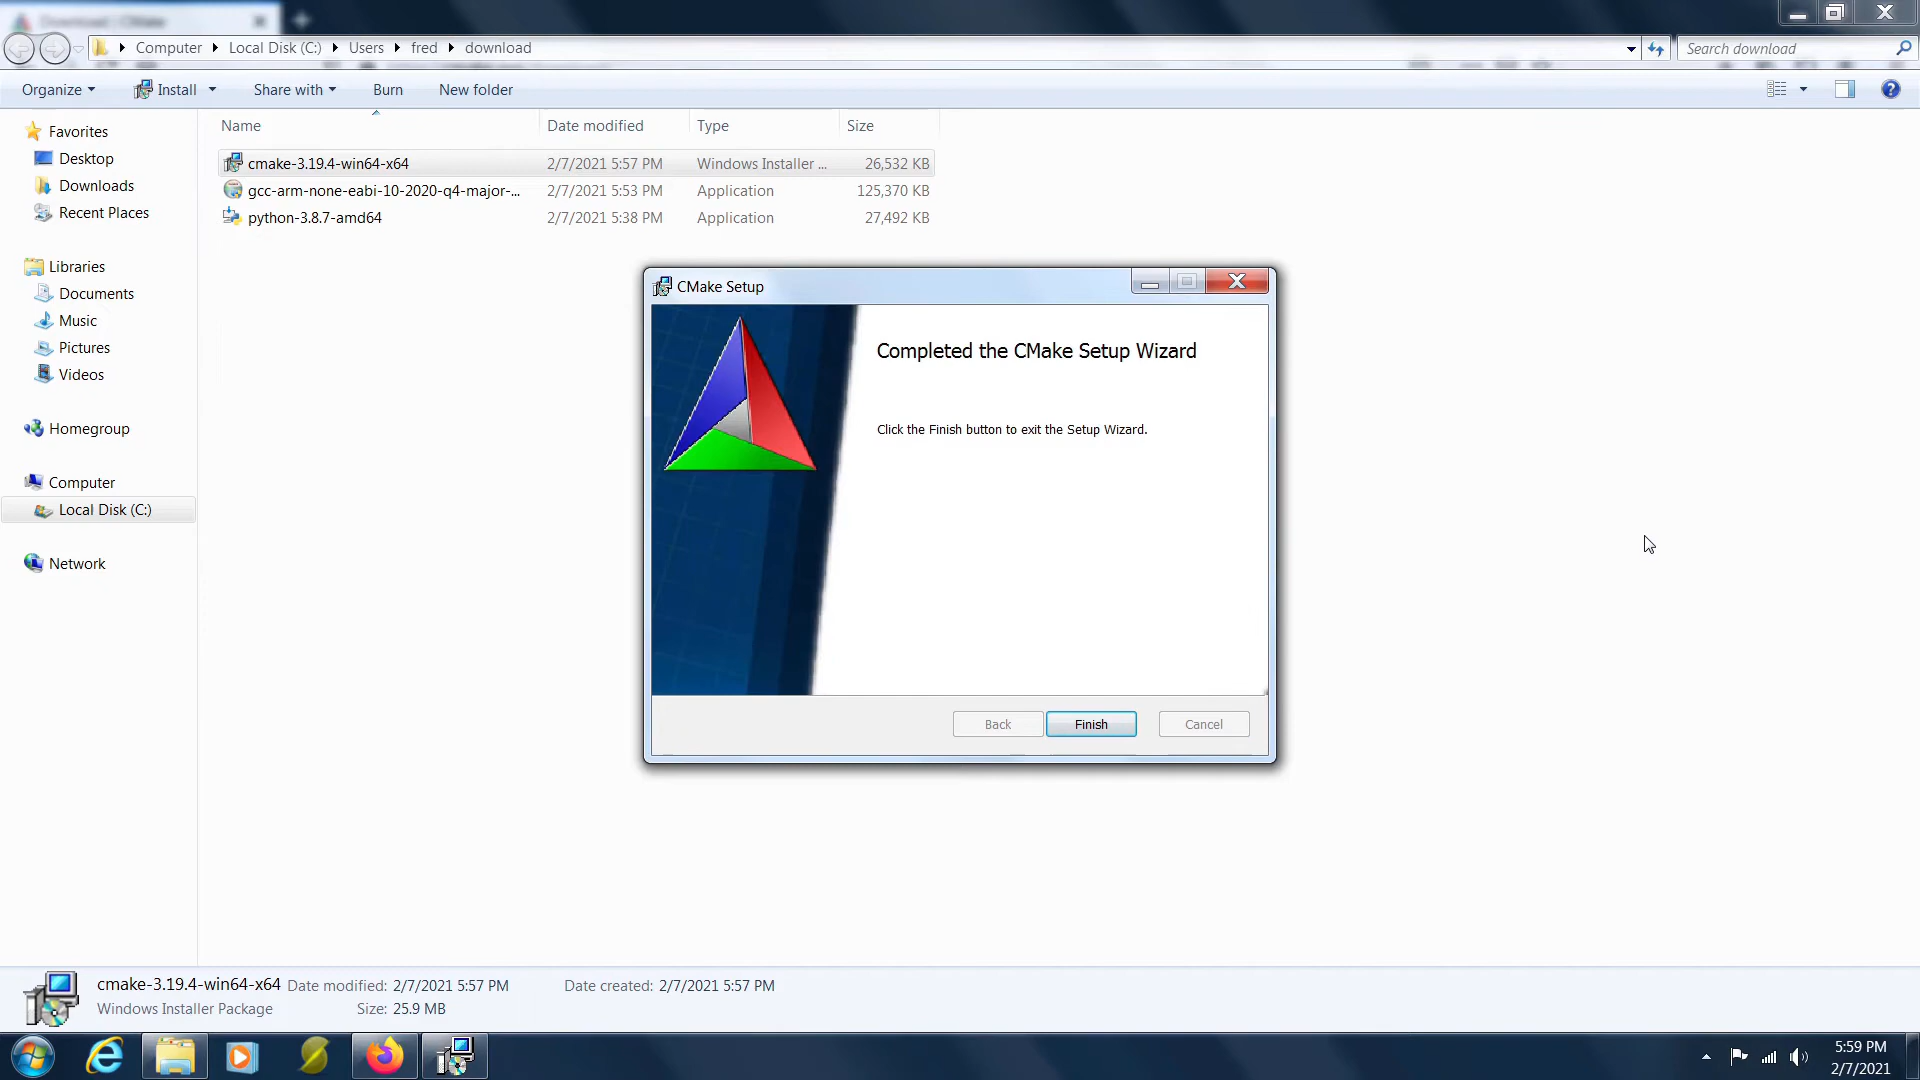 Download | CMake
Computer Local Disk (C:) Users fred download
Search download
Organize Install Share with Burn New folder
Name Date modified Type Size
cmake-3.19.4-win64-x64 2/7/2021 5:57 PM Windows Installer ... 26,532 KB
gcc-arm-none-eabi-10-2020-q4-major-... 2/7/2021 5:53 PM Application 125,370 KB
python-3.8.7-amd64 2/7/2021 5:38 PM Application 27,492 KB
Favorites
Desktop
Downloads
Recent Places
Libraries
Documents
Music
Pictures
Videos
Homegroup
Computer
Local Disk (C:)
Network
CMake Setup
Completed the CMake Setup Wizard
Click the Finish button to exit the Setup Wizard.
Back Finish Cancel
cmake-3.19.4-win64-x64 Date modified: 2/7/2021 5:57 PM Date created: 2/7/2021 5:57 PM
Windows Installer Package Size: 25.9 MB
5:59 PM
2/7/2021